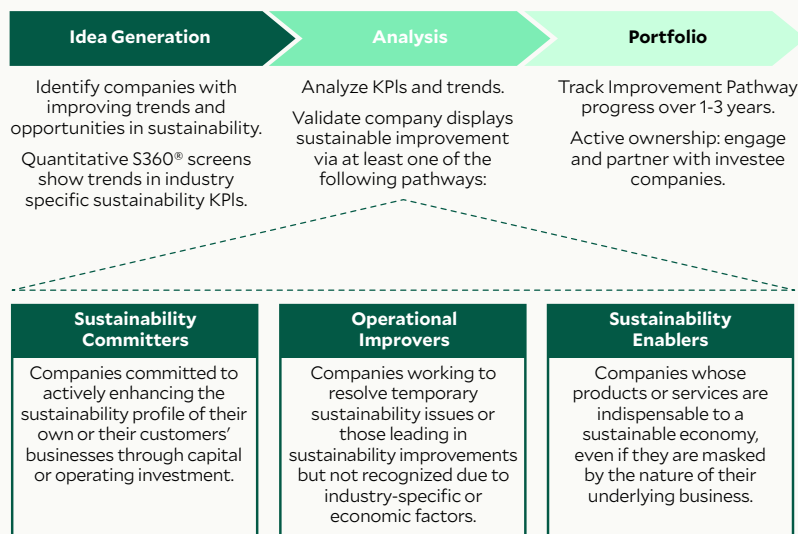 Idea Generation
Analysis
Portfolio
Identify companies with
improving trends and
opportunities in sustainability.
Quantitative S360® screens
show trends in industry
specific sustainability KPIs.
Analyze KPIs and trends.
Validate company displays
sustainable improvement
via at least one of the
following pathways:
Track Improvement Pathway
progress over 1-3 years.
Active ownership: engage
and partner with investee
companies.
Sustainability
Committers
Companies committed to
actively enhancing the
sustainability profile of their
own or their customers’
businesses through capital
or operating investment.
Operational
Improvers
Companies working to
resolve temporary
sustainability issues or
those leading in
sustainability improvements
but not recognized due to
industry-specific or
economic factors.
Sustainability
Enablers
Companies whose
products or services are
indispensable to a
sustainable economy,
even if they are masked
by the nature of their
underlying business.